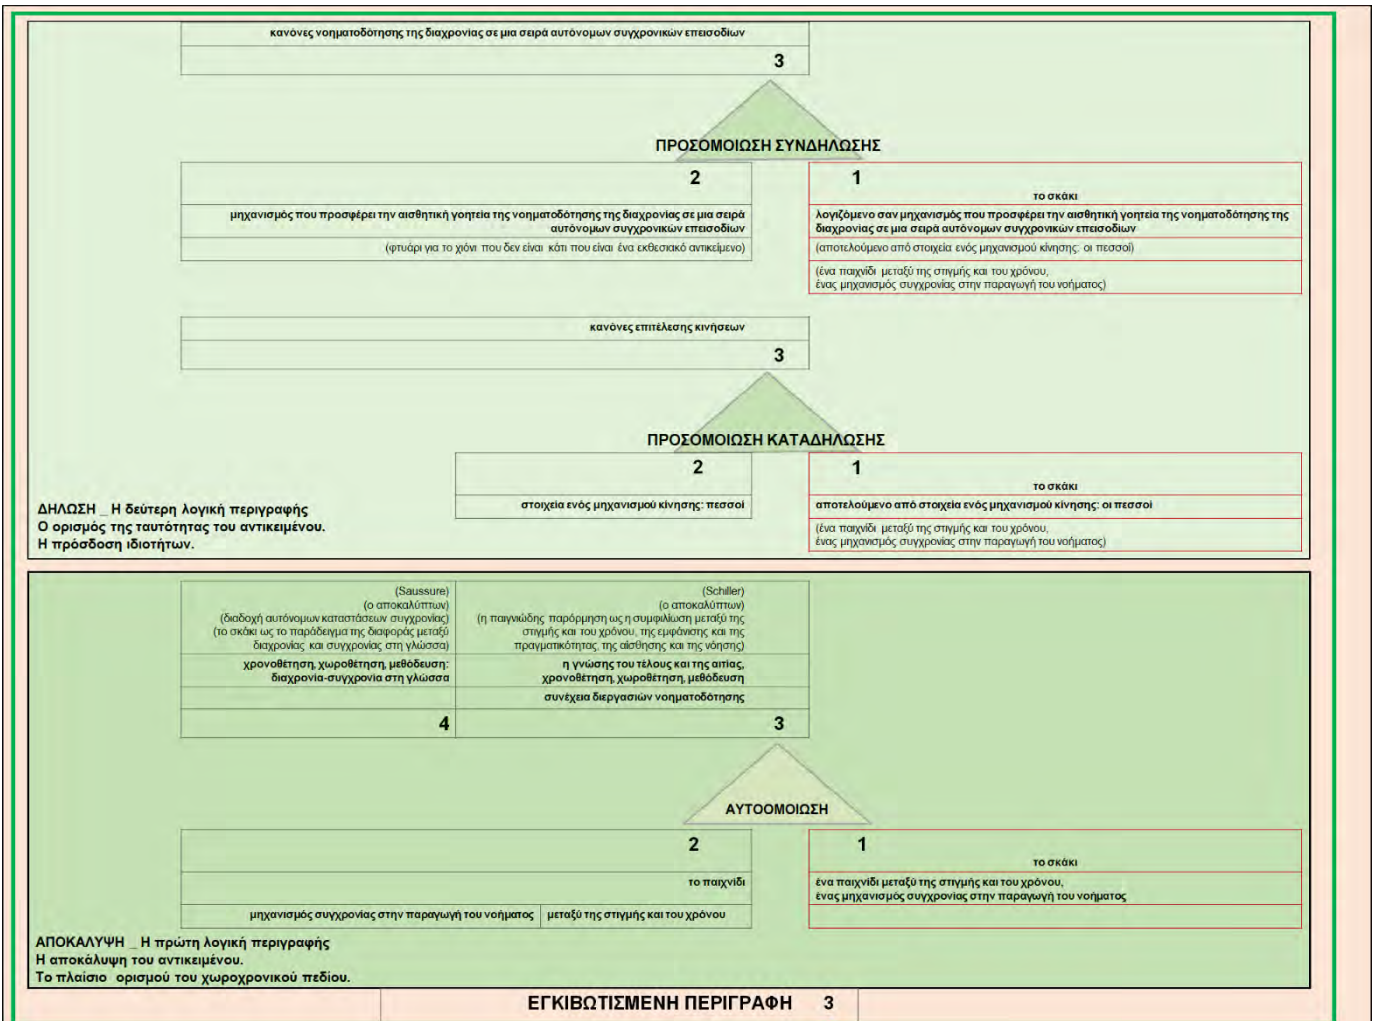 κανόνες νοηματοδότησης της διαχρονίας σε μια σειρά αυτόνομων συγχρονικών επεισοδίων
3
ΠΡΟΣΟΜΟΙΩΣΗ ΣΥΝΔΗΛΩΣΗΣ
2
1
το σκάκι
μηχανισμός που προσφέρει την αισθητική γοητεία της νοηματοδότησης της διαχρονίας σε μια σειρά
αυτόνομων συγχρονικών επεισοδίων
λογιζόμενο σαν μηχανισμός που προσφέρει την αισθητική γοητεία της νοηματοδότησης της
διαχρονίας σε μια σειρά αυτόνομων συγχρονικών επεισοδίων
(φτυάρι για το χιόνι που δεν είναι κάτι που είναι ένα εκθεσιακό αντικείμενο)
(αποτελούμενο από στοιχεία ενός μηχανισμού κίνησης: οι πεσσοί)
(ένα παιχνίδι μεταξύ της στιγμής και του χρόνου,
ένας μηχανισμός συγχρονίας στην παραγωγή του νοήματος)
κανόνες επιτέλεσης κινήσεων
3
ΠΡΟΣΟΜΟΙΩΣΗ ΚΑΤΑΔΗΛΩΣΗΣ
2
1
το σκάκι
στοιχεία ενός μηχανισμού κίνησης: πεσσοί
αποτελούμενο από στοιχεία ενός μηχανισμού κίνησης: οι πεσσοί
(ένα παιχνίδι μεταξύ της στιγμής και του χρόνου,
ένας μηχανισμός συγχρονίας στην παραγωγή του νοήματος)
ΔΗΛΩΣΗ _ Η δεύτερη λογική περιγραφής
Ο ορισμός της ταυτότητας του αντικειμένου.
Η πρόσδοση ιδιοτήτων.
(Saussure)
(ο αποκαλύπτων)
(διαδοχή αυτόνομων καταστάσεων συγχρονίας)
(το σκάκι ως το παράδειγμα της διαφοράς μεταξύ
διαχρονίας και συγχρονίας στη γλώσσα)
(Schiller)
(ο αποκαλύπτων)
(η παιγνιώδης παρόρμηση ως η συμφιλίωση μεταξύ της
στιγμής και του χρόνου, της εμφάνισης και της
πραγματικότητας, της αίσθησης και της νόησης)
χρονοθέτηση, χωροθέτηση, μεθόδευση:
διαχρονία-συγχρονία στη γλώσσα
η γνώσης του τέλους και της αιτίας,
χρονοθέτηση, χωροθέτηση, μεθόδευση
συνέχεια διεργασιών νοηματοδότησης
4
3
ΑΥΤΟΟΜΟΙΩΣΗ
2
1
το σκάκι
το παιχνίδι
ένα παιχνίδι μεταξύ της στιγμής και του χρόνου,
ένας μηχανισμός συγχρονίας στην παραγωγή του νοήματος
μηχανισμός συγχρονίας στην παραγωγή του νοήματος
μεταξύ της στιγμής και του χρόνου
ΑΠΟΚΑΛΥΨΗ _ Η πρώτη λογική περιγραφής
Η αποκάλυψη του αντικειμένου.
Το πλαίσιο ορισμού του χωροχρονικού πεδίου.
ΕΓΚΙΒΩΤΙΣΜΕΝΗ ΠΕΡΙΓΡΑΦΗ 3